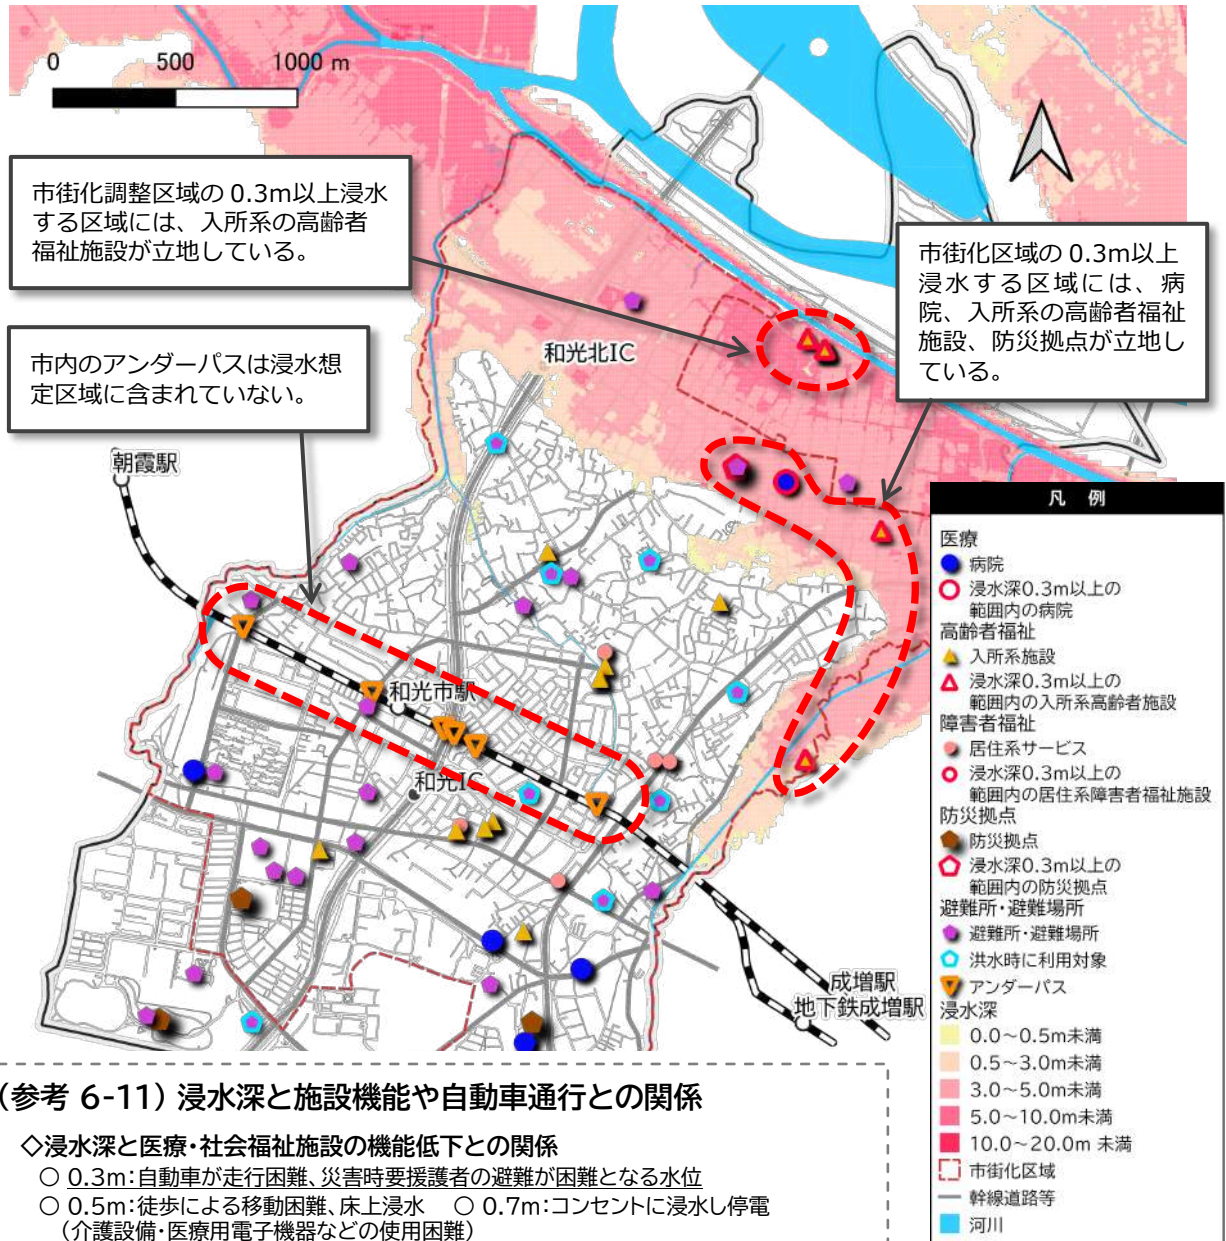 0 500 1000 m
市街化調整区域の 0.3m以上浸水
する区域には、入所系の高齢者
福祉施設が立地している。
市街化区域の 0.3m以上
浸水する区域には、病
院、入所系の高齢者福祉
施設、防災拠点が立地し
ている。
市内のアンダーパスは浸水想
定区域に含まれていない。
和光北IC
朝霞駅
和光市駅
和光IC
成増駅
地下鉄成増駅
凡 例
医療
病院
浸水深0.3m以上の
範囲内の病院
高齢者福祉
入所系施設
浸水深0.3m以上の
範囲内の入所系高齢者施設
障害者福祉
居住系サービス
浸水深0.3m以上の
範囲内の居住系障害者福祉施設
防災拠点
防災拠点
浸水深0.3m以上の
範囲内の防災拠点
避難所・避難場所
避難所・避難場所
洪水時に利用対象
アンダーパス
浸水深
0.0～0.5m未満
0.5～3.0m未満
3.0～5.0m未満
5.0～10.0m未満
10.0～20.0m 未満
市街化区域
幹線道路等
河川
（参考 6-11）浸水深と施設機能や自動車通行との関係
◇浸水深と医療・社会福祉施設の機能低下との関係
○ 0.3m：自動車が走行困難、災害時要援護者の避難が困難となる水位
○ 0.5m：徒歩による移動困難、床上浸水 ○ 0.7m：コンセントに浸水し停電
（介護設備・医療用電子機器などの使用困難）